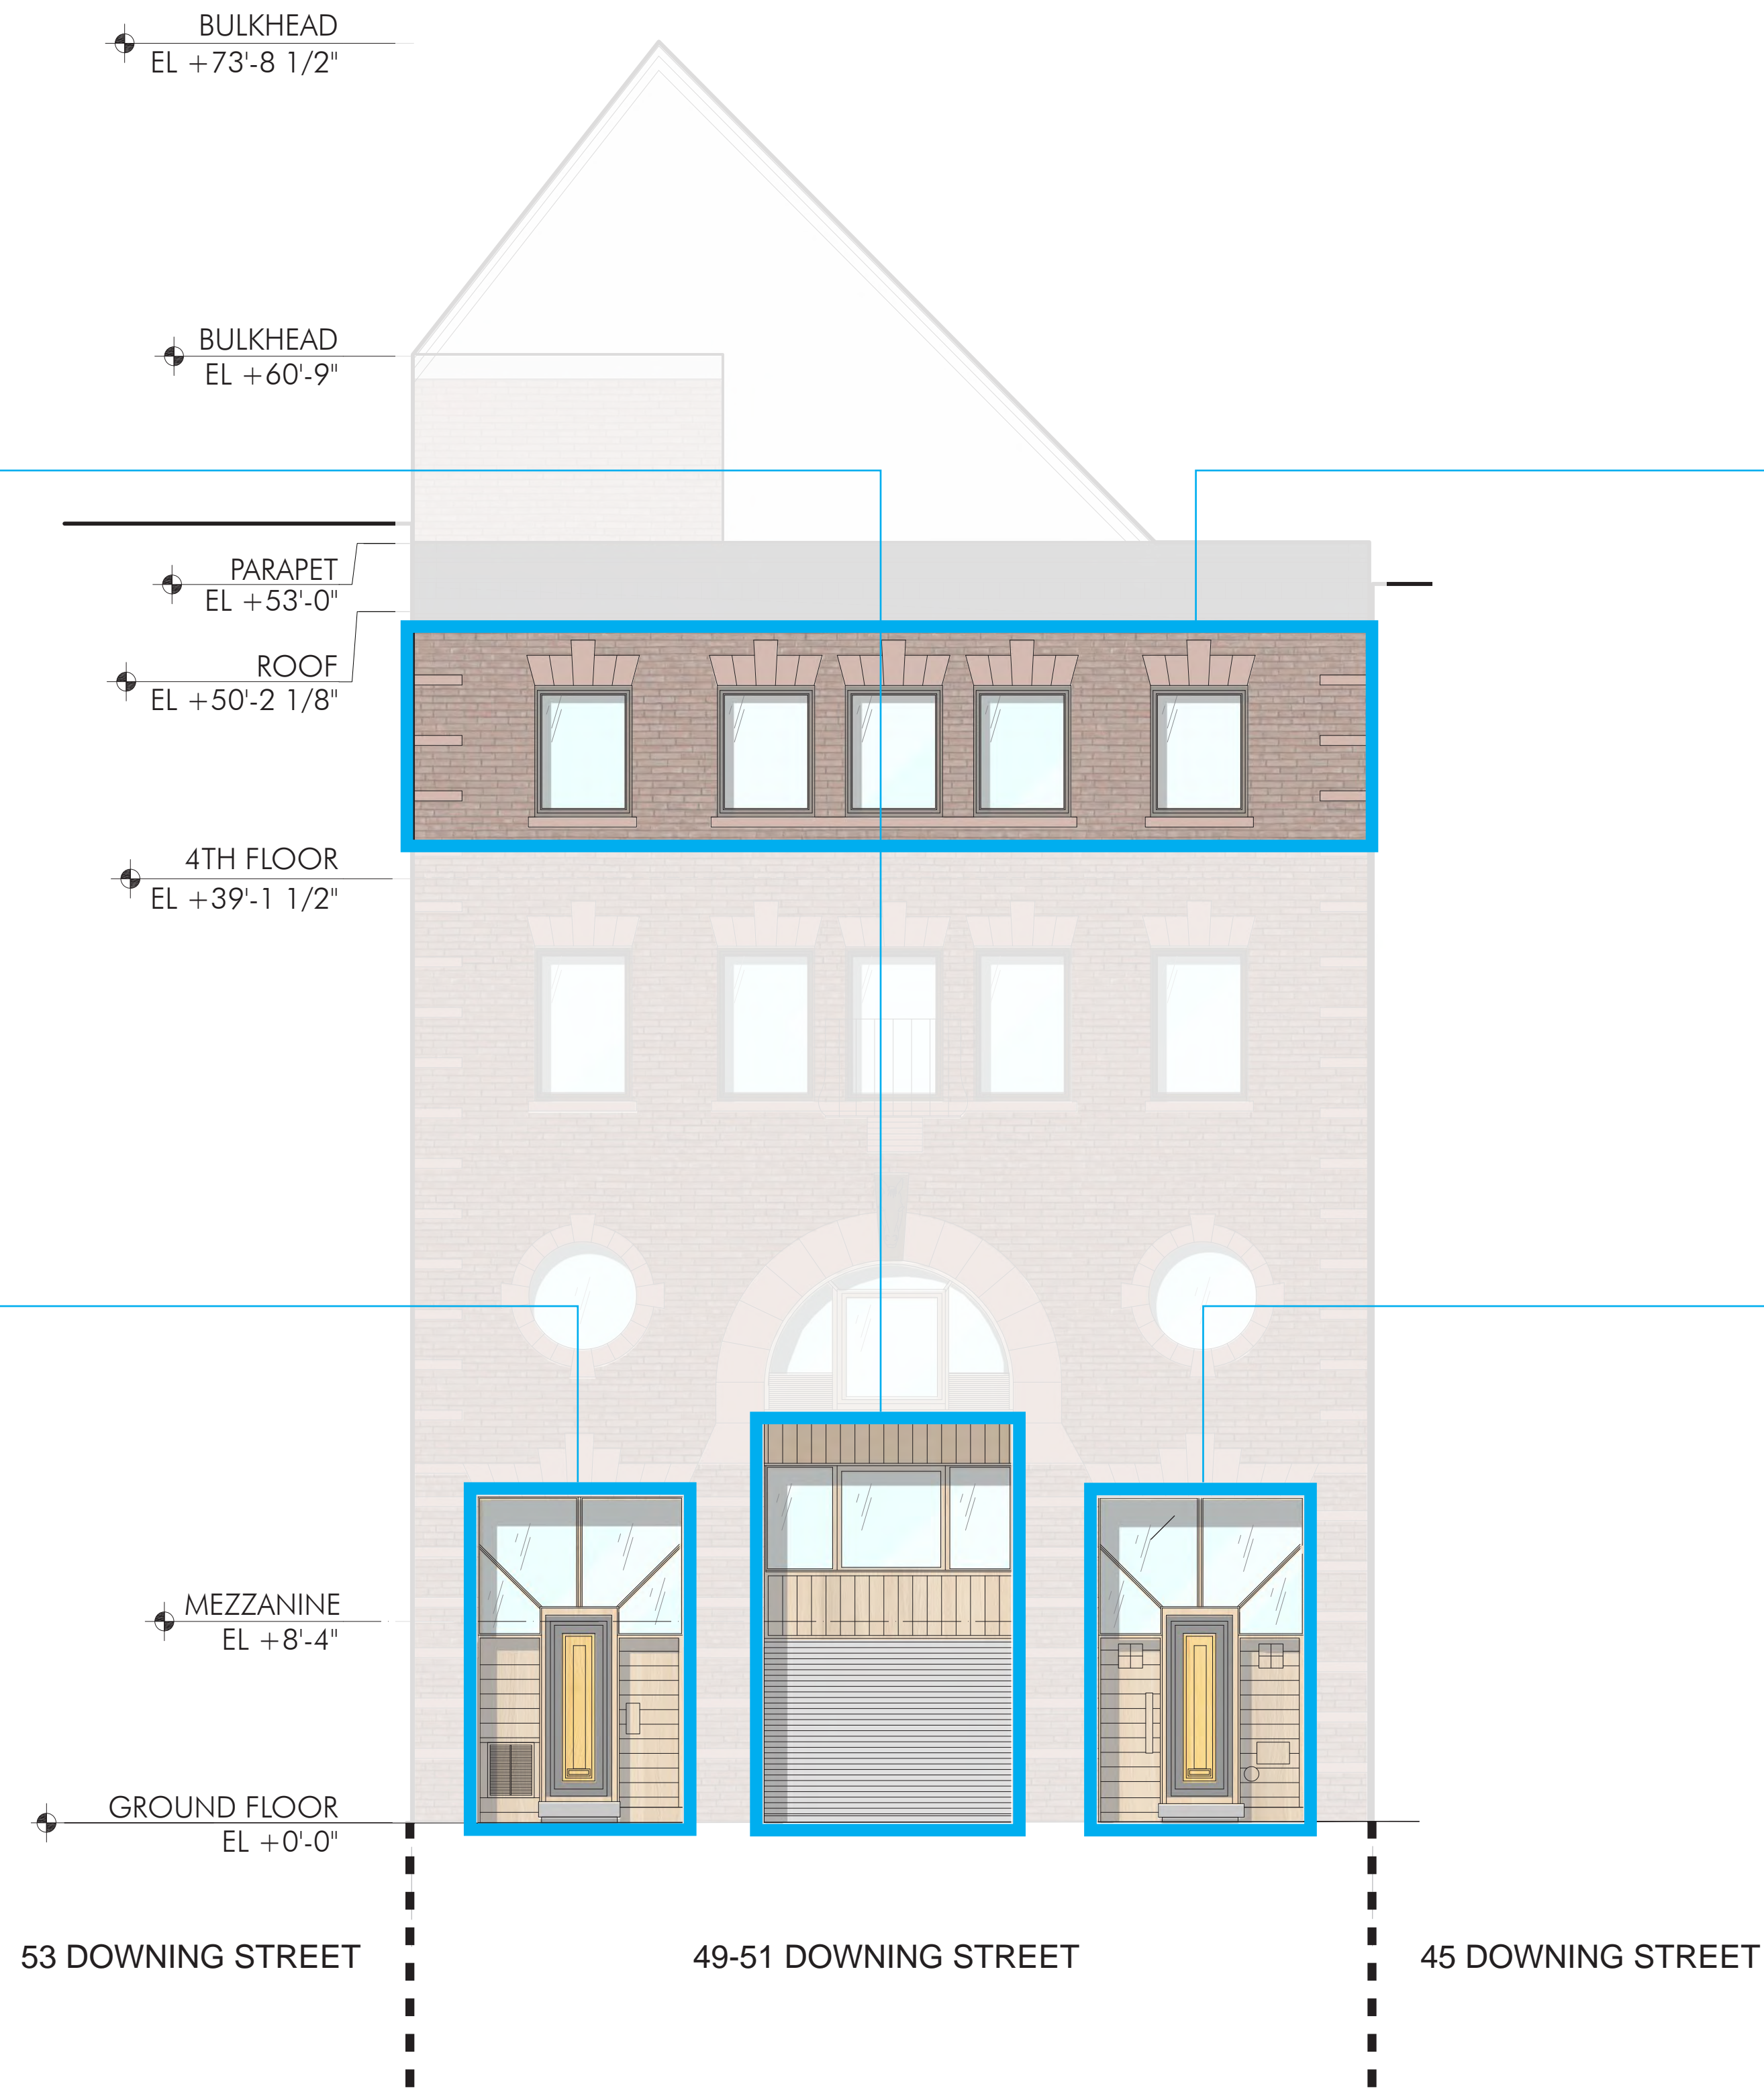 BULKHEAD
EL +73'-8 1/2"
BULKHEAD
EL +60'-9"
PARAPET
EL +53'-0"
ROOF
EL +50'-2 1/8"
4TH FLOOR
EL +39'-1 1/2"
MEZZANINE
EL +8'-4"
GROUND FLOOR
EL +0'-0"
53 DOWNING STREET
49-51 DOWNING STREET
45 DOWNING STREET